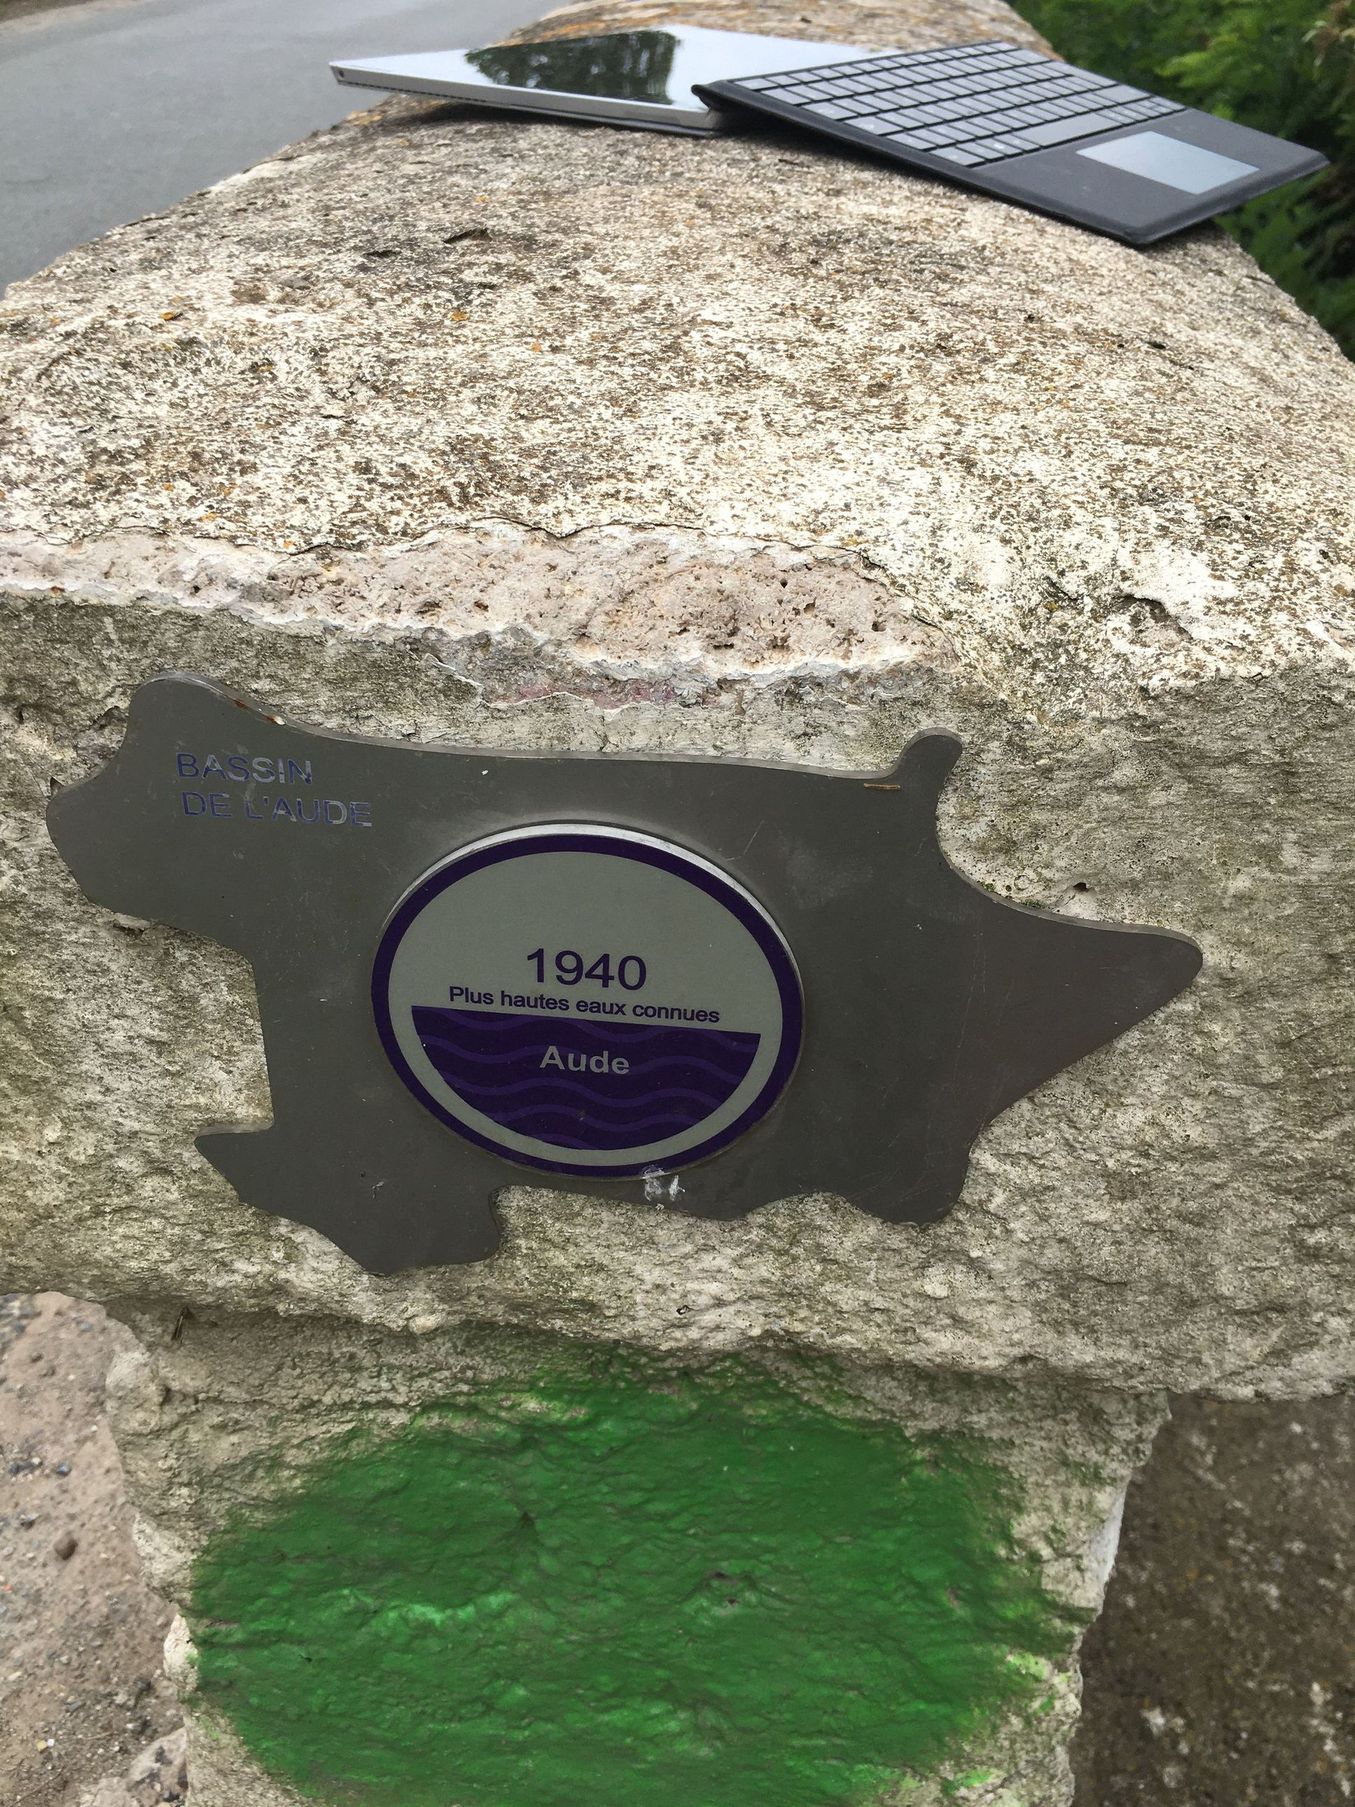 BASSIN
DE L'AUDE
1940
Plus hautes eaux connues
Aude